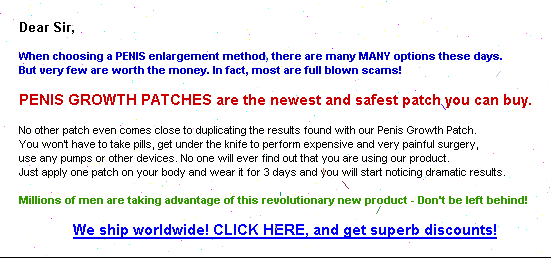 Dear Sir,
When choosing a PENIS enlargement method, there are many MANY options these days.
But very few are worth the money. In fact, most are full blown scams!
PENIS GROWTH PATCHES are the newest and safest patch you can buy.
No other patch even comes close to duplicating the results found with our Penis Growth Patch.
You won't have to take pills, get under the knife to perform expensive and very painful surgery,
use any pumps or other devices. No one will ever find out that you are using our product.
Just apply one patch on your body and wear it for 3 days and you will start noticing dramatic results.
Millions of men are taking advantage of this revolutionary new product - Don't be left behind!
We ship worldwide! CLICK HERE, and get superb discounts!